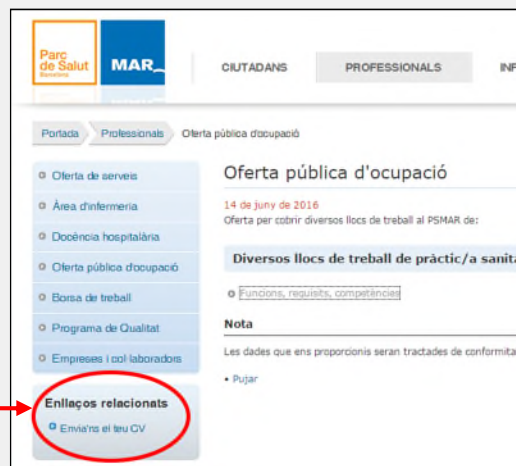 Parc
de Salut
Barcelona
MAR
CIUTADANS
PROFESSIONALS
Portada
Professionals
Oferta pública d'ocupació
Oferta de serveis
Àrea d'infermeria
Docència hospitalària
Oferta pública d'ocupació
Borsa de treball
Programa de Qualitat
Empreses i col·laboradors
Enllaços relacionats
Envia'ns el teu CV
Oferta pública d'ocupació
14 de juny de 2016
Oferta per cobrir diversos llocs de treball al PSMAR de:
Diversos llocs de treball de pràctic/a sanita
Funcions, requisits, competències
Nota
Les dades que ens proporcionis seran tractades de conformita
• Pujar